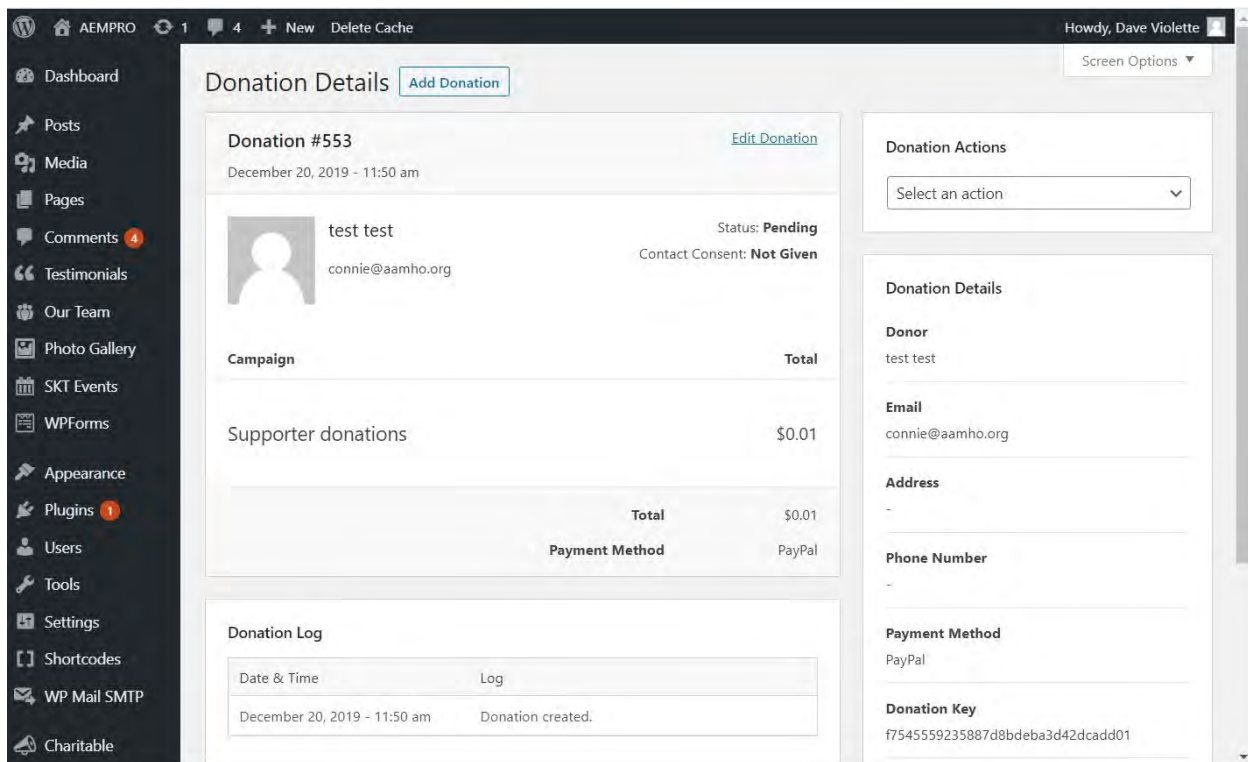 AEMPRO 1 4 New Delete Cache Howdy, Dave Violette
Screen Options
Dashboard
Posts
Media
Pages
Comments 4
Testimonials
Our Team
Photo Gallery
SKT Events
WPForms
Appearance
Plugins 1
Users
Tools
Settings
Shortcodes
WP Mail SMTP
Charitable
Donation Details Add Donation
Donation #553 Edit Donation
December 20, 2019 - 11:50 am
test test
connie@aamho.org
Status: Pending
Contact Consent: Not Given
Campaign Total
Supporter donations $0.01
Total $0.01
Payment Method PayPal
Donation Log
Date & Time Log
December 20, 2019 - 11:50 am Donation created.
Donation Actions
Select an action
Donation Details
Donor
test test
Email
connie@aamho.org
Address
-
Phone Number
-
Payment Method
PayPal
Donation Key
f7545559235887d8bdeba3d42dcadd01